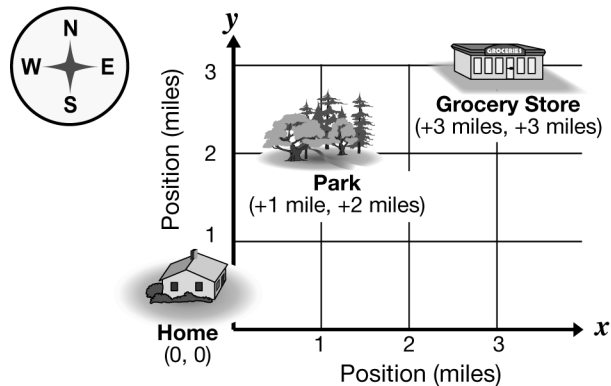 N
W E
S
y
Position (miles)
3
2
1
GROCERIES
Grocery Store
(+3 miles, +3 miles)
Park
(+1 mile, +2 miles)
Home
(0, 0)
1 2 3
x
Position (miles)